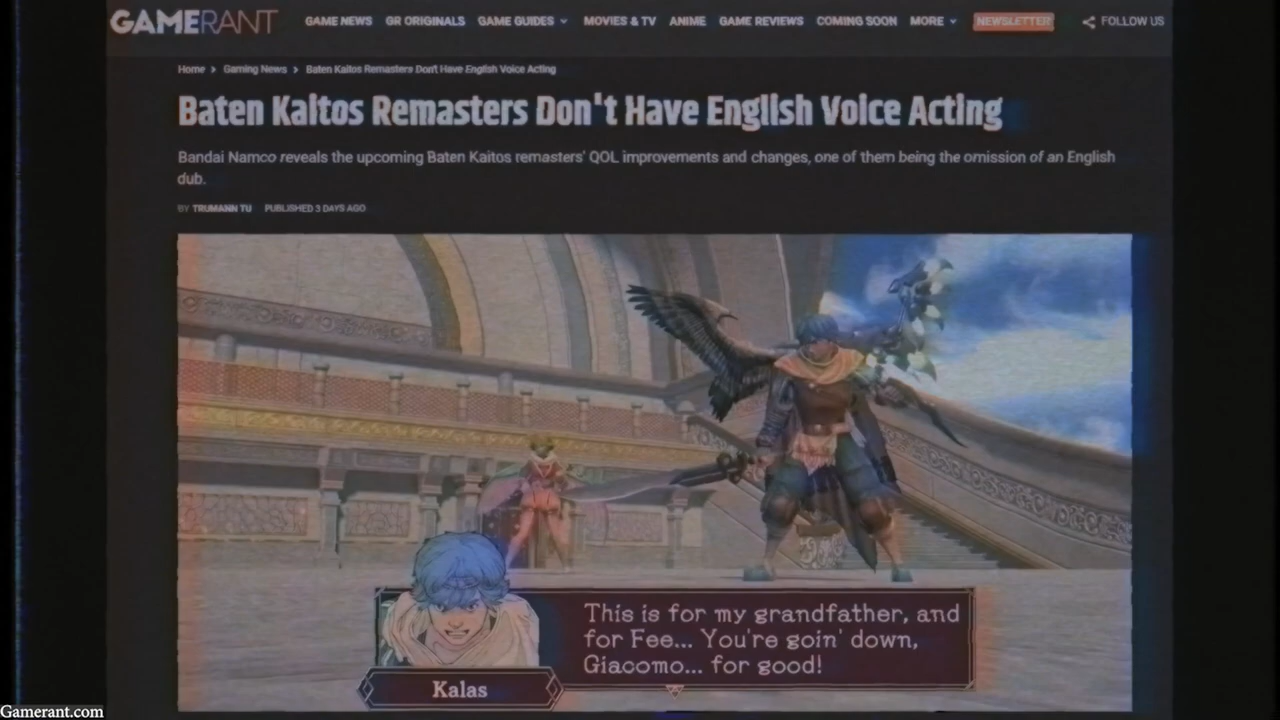 GAMERANT
GAME NEWS GR ORIGINALS GAME GUIDES MOVIES & TV ANIME GAME REVIEWS COMING SOON MORE NEWSLETTER FOLLOW US
Home > Gaming News > Baten Kaitos Remasters Don't Have English Voice Acting
Baten Kaitos Remasters Don't Have English Voice Acting
Bandai Namco reveals the upcoming Baten Kaitos remasters' QOL improvements and changes, one of them being the omission of an English
dub.
BY TRUMANN TU PUBLISHED 3 DAYS AGO
This is for my grandfather, and
for Fee... You're goin' down,
Giacomo... for good!
Kalas
Gamerant.com